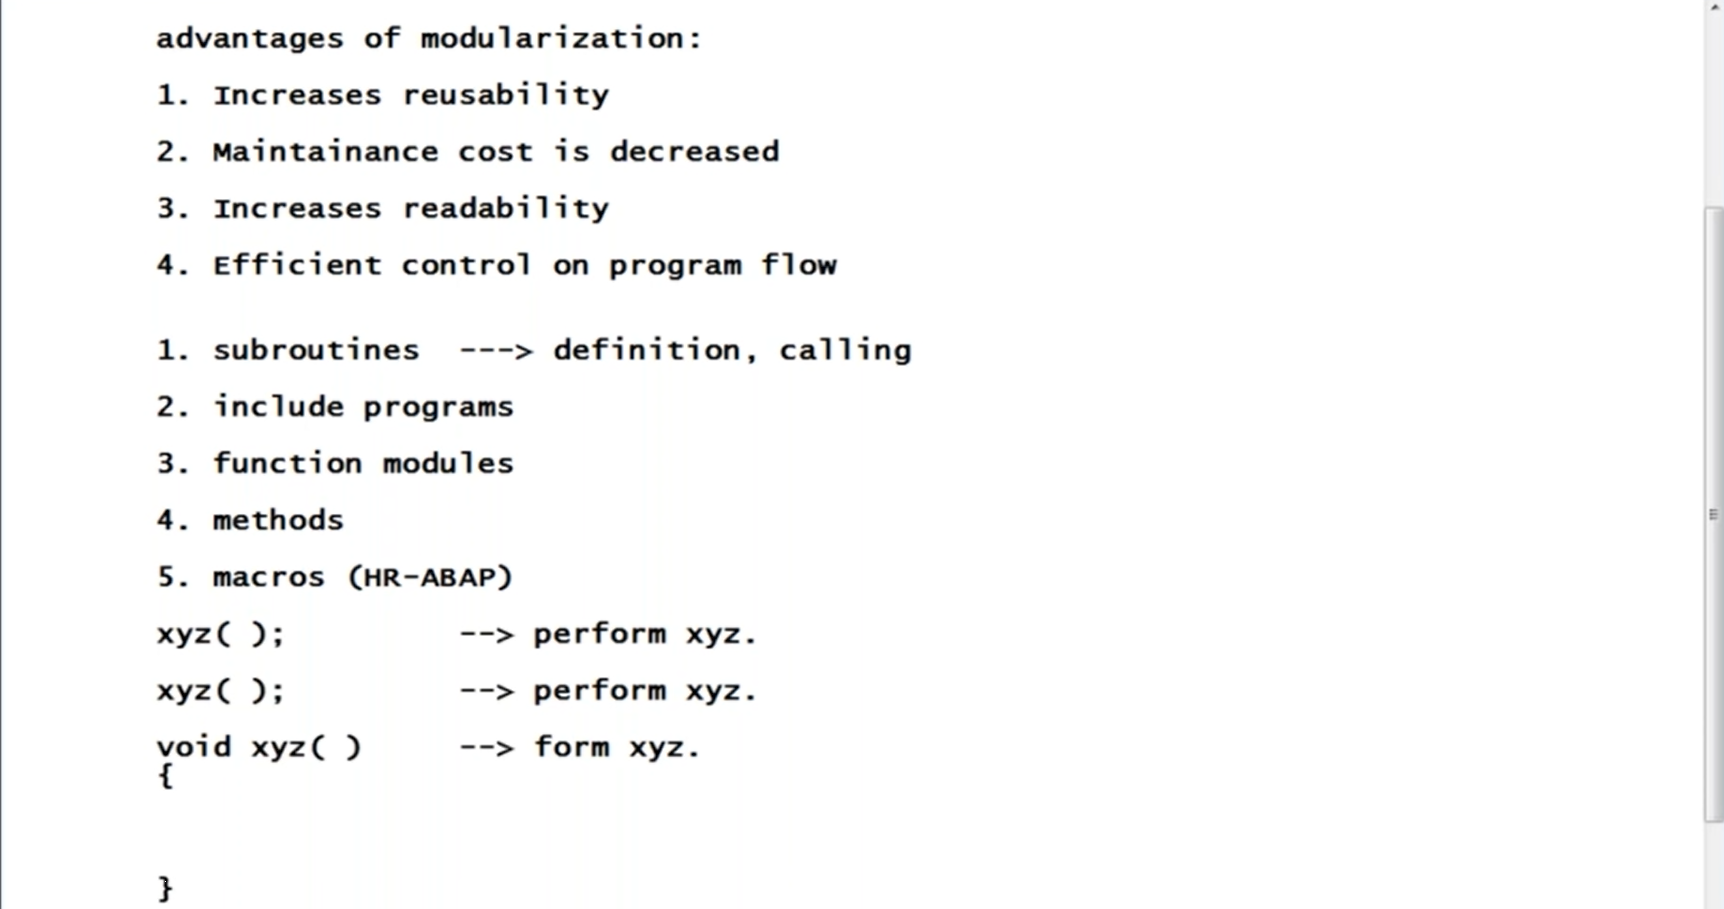 advantages of modularization:
1. Increases reusability
2. Maintainance cost is decreased
3. Increases readability
4. Efficient control on program flow
1. subroutines ---> definition, calling
2. include programs
3. function modules
4. methods
5. macros (HR-ABAP)
xyz( ); --> perform xyz.
xyz( ); --> perform xyz.
void xyz( ) --> form xyz.
{
}